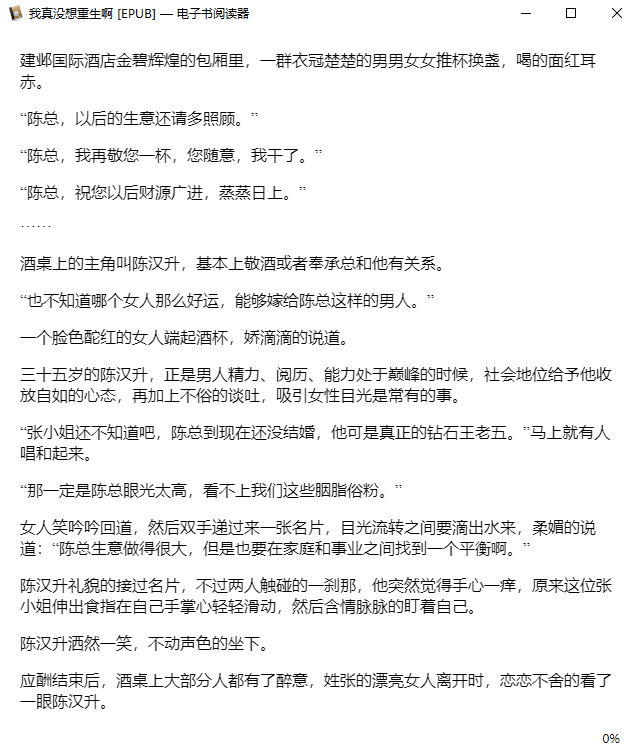 我真没想重生啊 [EPUB] — 电子书阅读器
建邺国际酒店金碧辉煌的包厢里，一群衣冠楚楚的男男女女推杯换盏，喝的面红耳
赤。
“陈总，以后的生意还请多照顾。”
“陈总，我再敬您一杯，您随意，我干了。”
“陈总，祝您以后财源广进，蒸蒸日上。”
……
酒桌上的主角叫陈汉升，基本上敬酒或者奉承总和他有关系。
“也不知道哪个女人那么好运，能够嫁给陈总这样的男人。”
一个脸色酡红的女人端起酒杯，娇滴滴的说道。
三十五岁的陈汉升，正是男人精力、阅历、能力处于巅峰的时候，社会地位给予他收
放自如的心态，再加上不俗的谈吐，吸引女性目光是常有的事。
“张小姐还不知道吧，陈总到现在还没结婚，他可是真正的钻石王老五。”马上就有人
唱和起来。
“那一定是陈总眼光太高，看不上我们这些胭脂俗粉。”
女人笑吟吟回道，然后双手递过来一张名片，目光流转之间要滴出水来，柔媚的说
道：“陈总生意做得很大，但是也要在家庭和事业之间找到一个平衡啊。”
陈汉升礼貌的接过名片，不过两人触碰的一刹那，他突然觉得手心一痒，原来这位张
小姐伸出食指在自己手掌心轻轻滑动，然后含情脉脉的盯着自己。
陈汉升洒然一笑，不动声色的坐下。
应酬结束后，酒桌上大部分人都有了醉意，姓张的漂亮女人离开时，恋恋不舍的看了
一眼陈汉升。
0%